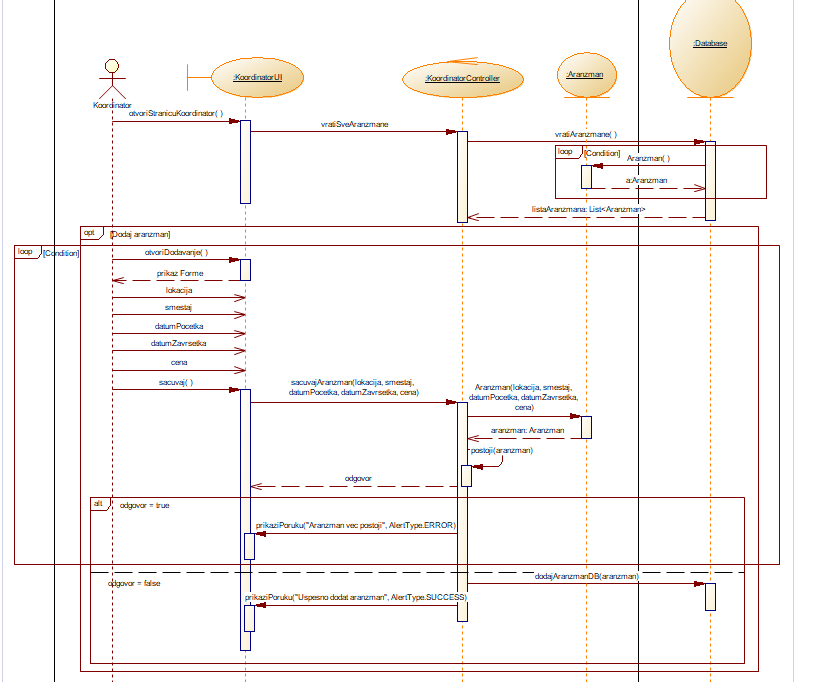 :Database
:KoordinatorUI
:KoordinatorController
:Aranzman
Koordinator
otvoriStranicuKoordinator( )
vratiSveAranzmane
vratiAranzmane( )
loop
[Condition]
Aranzman( )
a:Aranzman
listaAranzmana: List<Aranzman>
opt
[Dodaj aranzman]
loop
[Condition]
otvoriDodavanje( )
prikaz Forme
lokacija
smestaj
datumPocetka
datumZavrsetka
cena
sacuvaj( )
sacuvajAranzman(lokacija, smestaj,
datumPocetka, datumZavrsetka, cena)
Aranzman(lokacija, smestaj,
datumPocetka, datumZavrsetka,
cena)
aranzman: Aranzman
postoji(aranzman)
odgovor
alt
odgovor = true
prikaziPoruku("Aranzman vec postoji", AlertType.ERROR)
odgovor = false
dodajAranzmanDB(aranzman)
prikaziPoruku("Uspesno dodat aranzman", AlertType.SUCCESS)